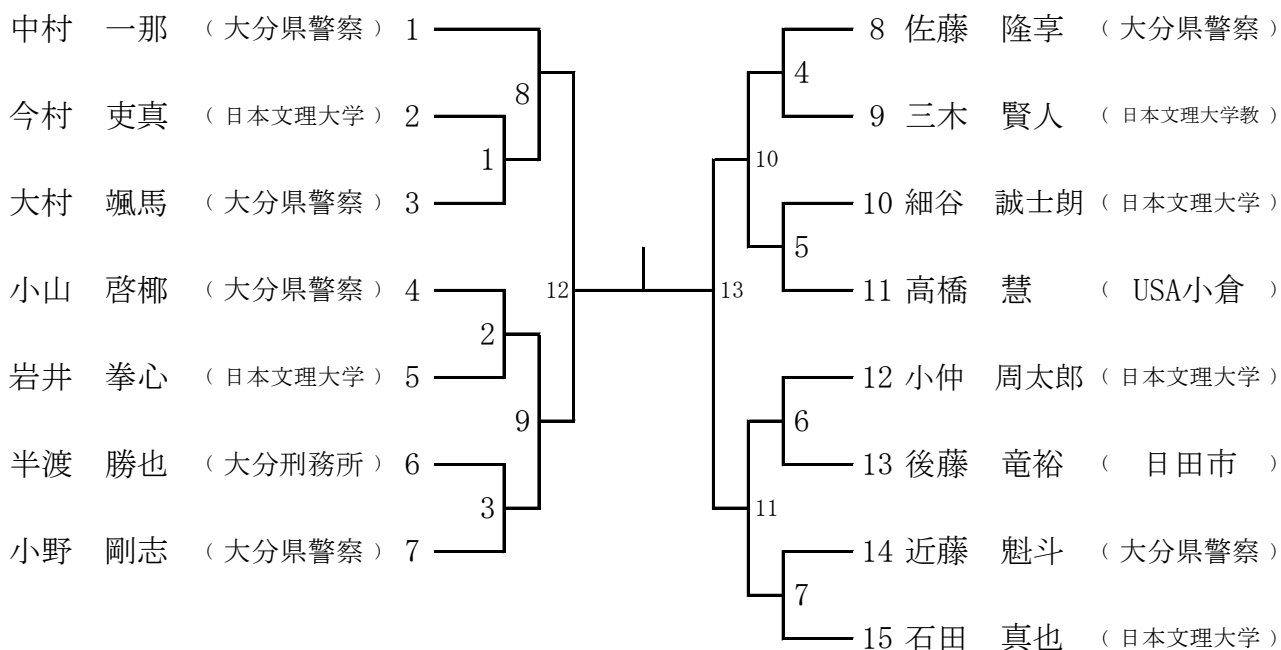 中村 一那 (大分県警察) 1
今村 吏真 (日本文理大学) 2
大村 颯馬 (大分県警察) 3
小山 啓椰 (大分県警察) 4
岩井 拳心 (日本文理大学) 5
半渡 勝也 (大分刑務所) 6
小野 剛志 (大分県警察) 7
8
1
2
9
3
12
13
4
10
5
6
11
7
8 佐藤 隆享 (大分県警察)
9 三木 賢人 (日本文理大学教)
10 細谷 誠士朗 (日本文理大学)
11 高橋 慧 (USA小倉)
12 小仲 周太郎 (日本文理大学)
13 後藤 竜裕 (日田市)
14 近藤 魁斗 (大分県警察)
15 石田 真也 (日本文理大学)